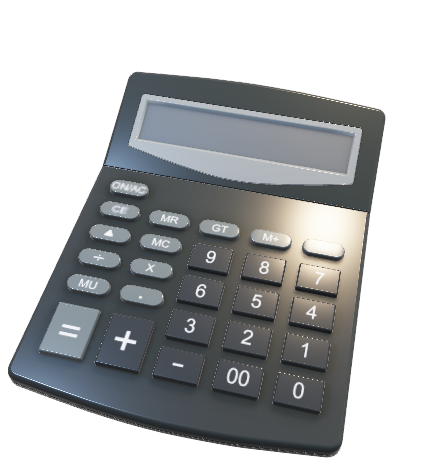 ON/AC
CE MR GT M+
▲ MC 9 8 7
÷ X 6 5 4
MU . 3 2 1
= + - 00 0